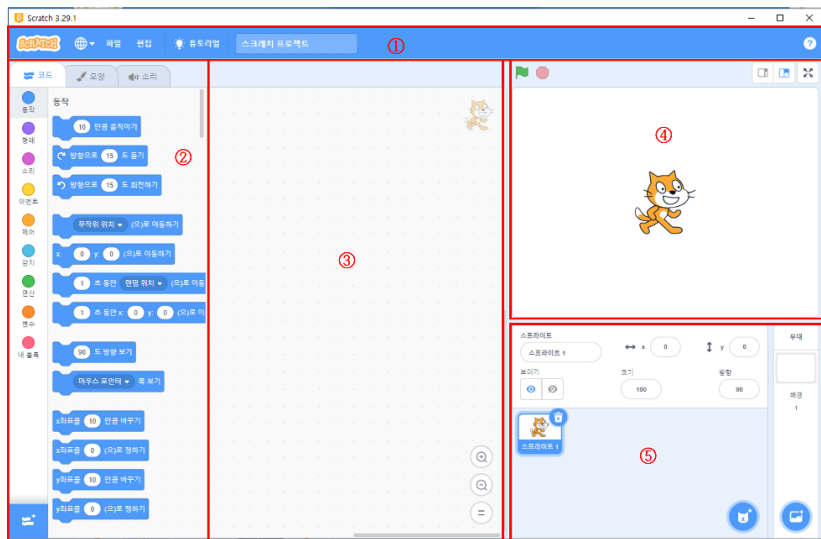 Scratch 3.29.1
SCRATCH 파일 편집 튜토리얼 스크래치 프로젝트 ① ?
코드 모양 소리
동작
형태
소리
이벤트
제어
감지
연산
변수
내 블록
동작
10 만큼 움직이기
방향으로 15 도 돌기
②
방향으로 15 도 회전하기
무작위 위치 (으)로 이동하기
x: 0 y: 0 (으)로 이동하기
1 초 동안 랜덤 위치 (으)로 이동
1 초 동안 x: 0 y: 0 (으)로 이
90 도 방향 보기
마우스 포인터 쪽 보기
x좌표를 10 만큼 바꾸기
x좌표를 0 (으)로 정하기
y좌표를 10 만큼 바꾸기
y좌표를 0 (으)로 정하기
③
④
스프라이트
스프라이트 1
x 0
y 0
보이기
크기
100
방향
90
스프라이트 1
⑤
무대
배경
1